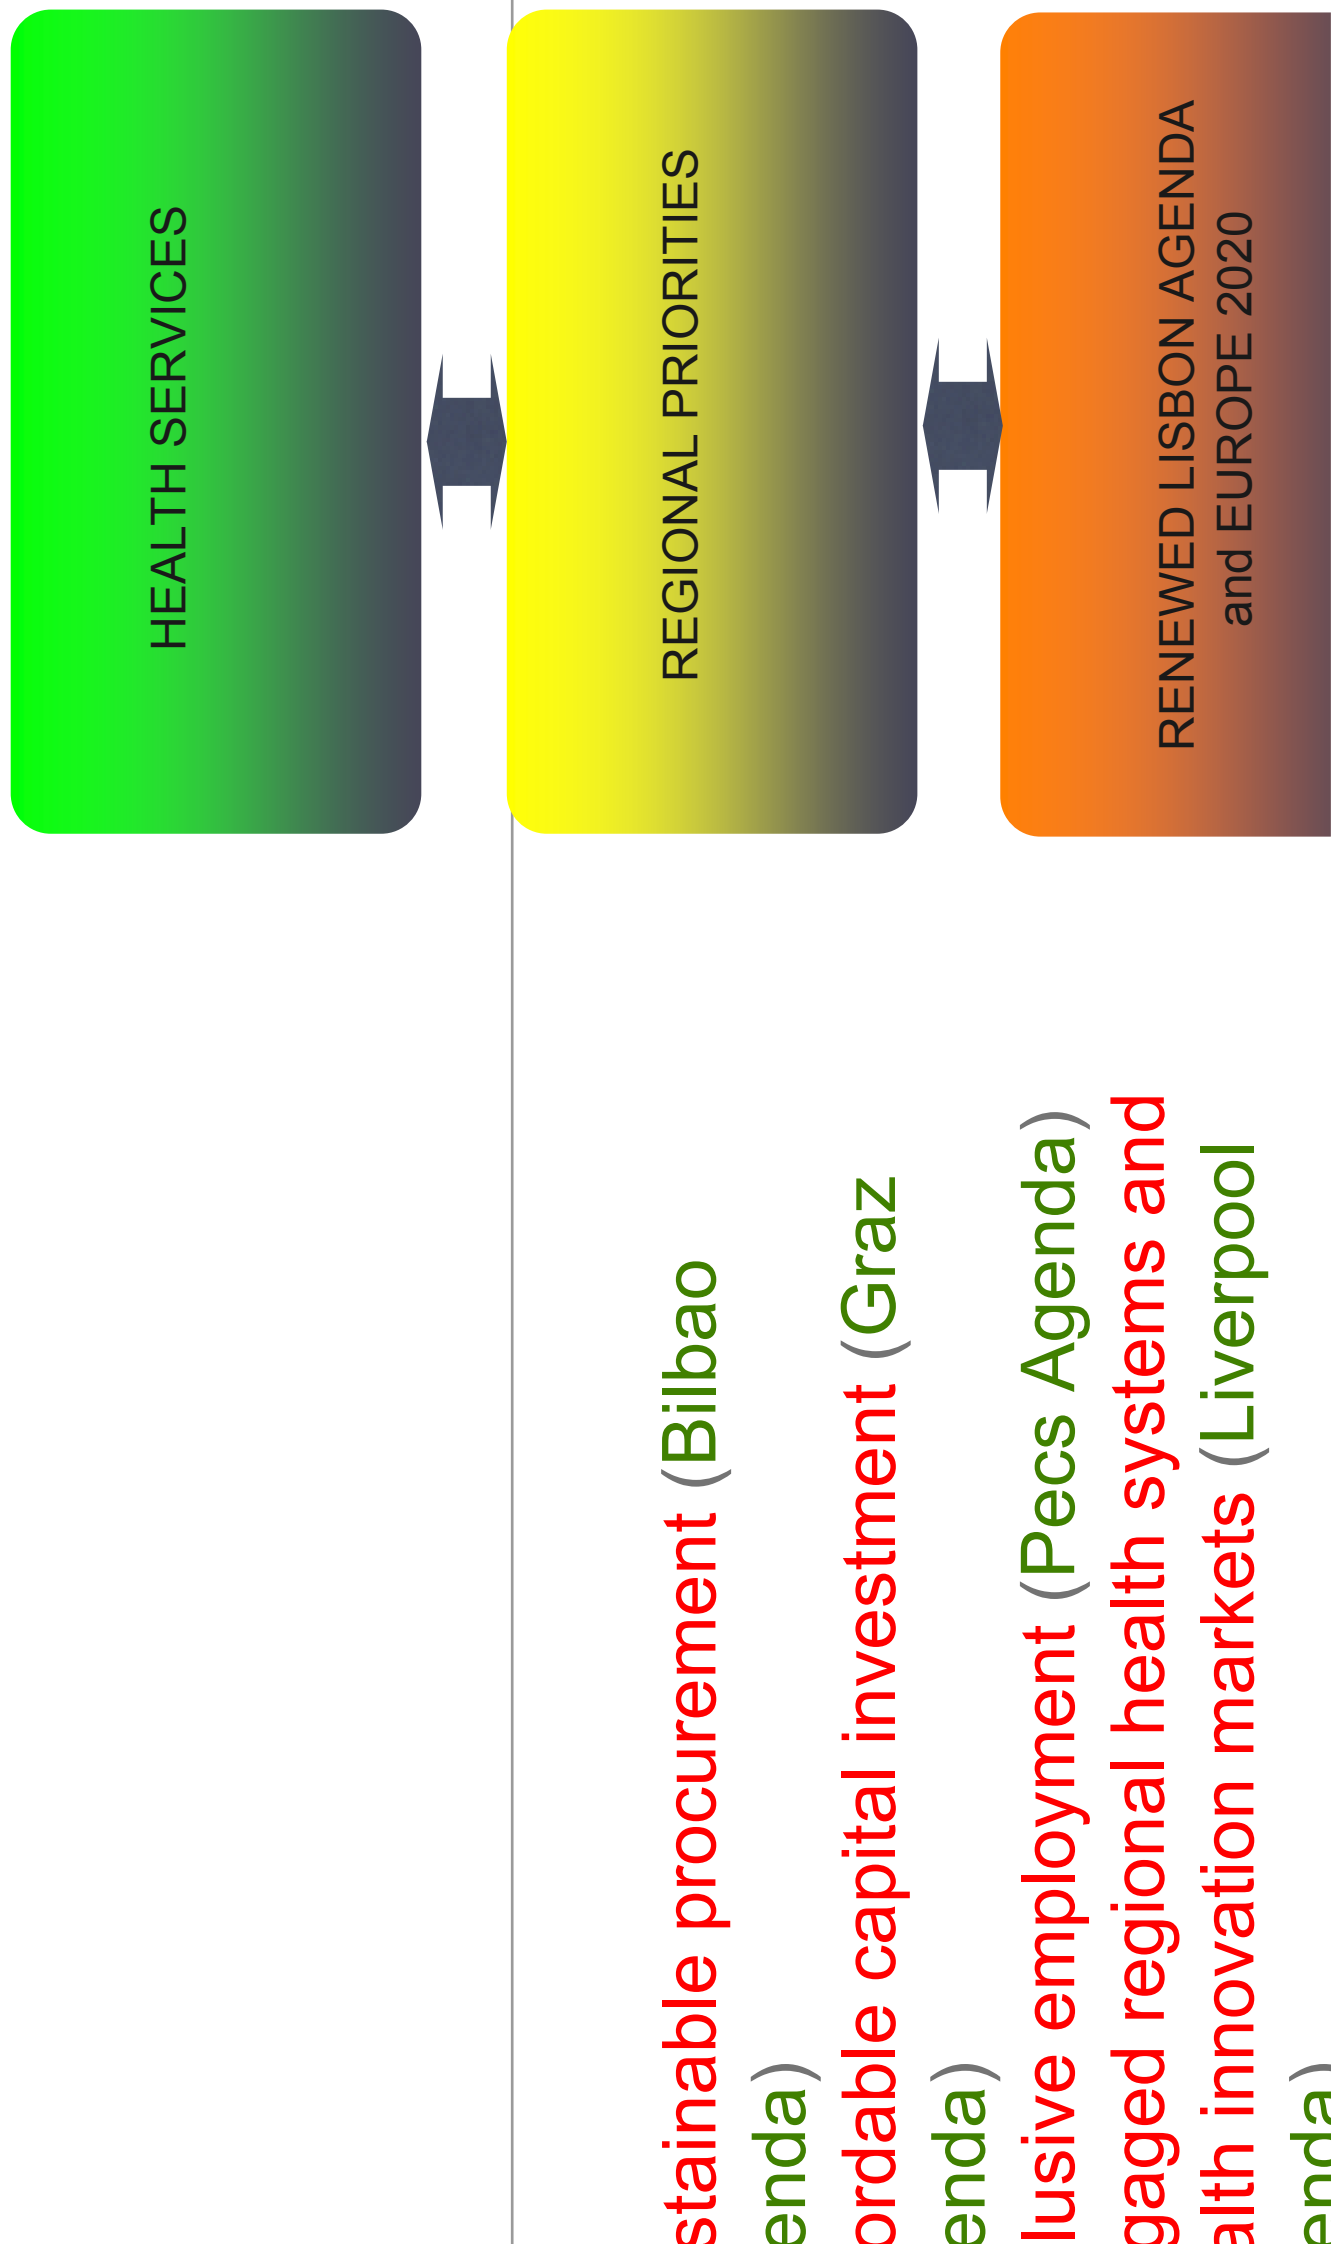 HEALTH SERVICES
REGIONAL PRIORITIES
RENEWED LISBON AGENDA
and EUROPE 2020
stainable procurement (Bilbao
enda)
ordable capital investment (Graz
enda)
lusive employment (Pecs Agenda)
gaged regional health systems and
alth innovation markets (Liverpool
enda)